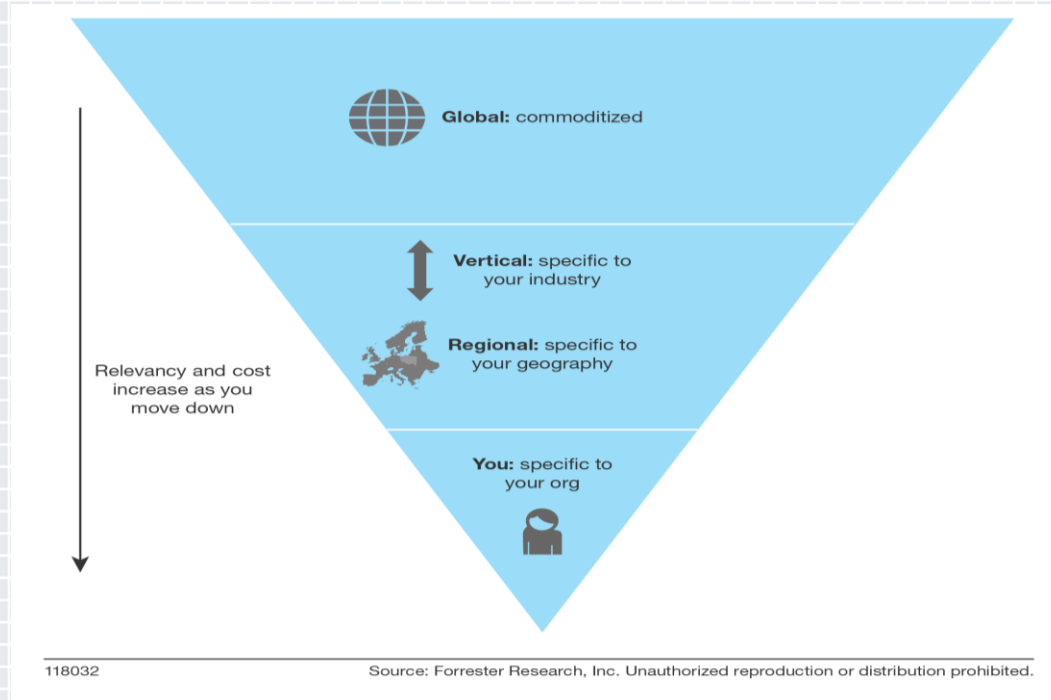 Global: commoditized
Vertical: specific to
your industry
Regional: specific to
your geography
Relevancy and cost
increase as you
move down
You: specific to
your org
118032
Source: Forrester Research, Inc. Unauthorized reproduction or distribution prohibited.